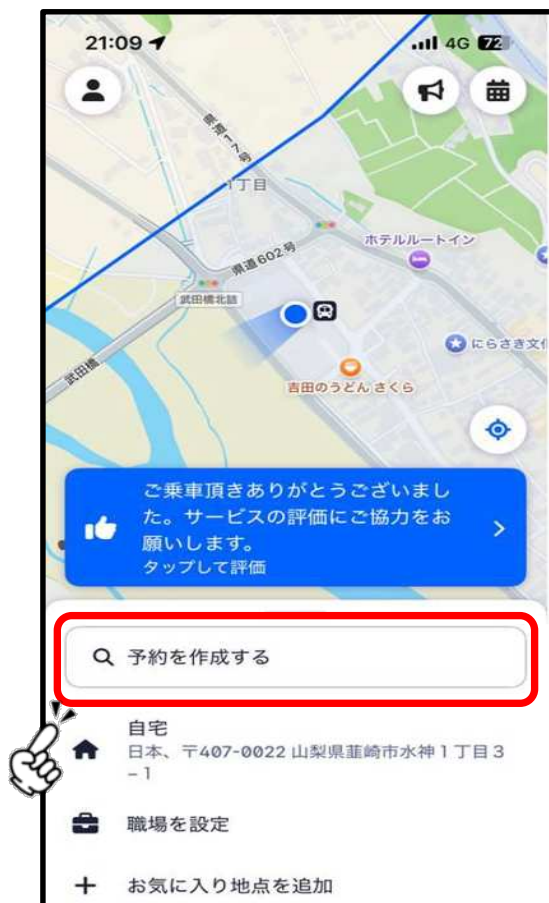 21:09
4G 72
県道17号
1丁目
ホテルルートイン
県道602号
武田橋北詰
にらさき文
武田橋
吉田のうどん さくら
ご乗車頂きありがとうございまし
た。サービスの評価にご協力をお
願いします。
タップして評価
予約を作成する
自宅
日本、〒407-0022 山梨県韮崎市水神1丁目3
−1
職場を設定
お気に入り地点を追加